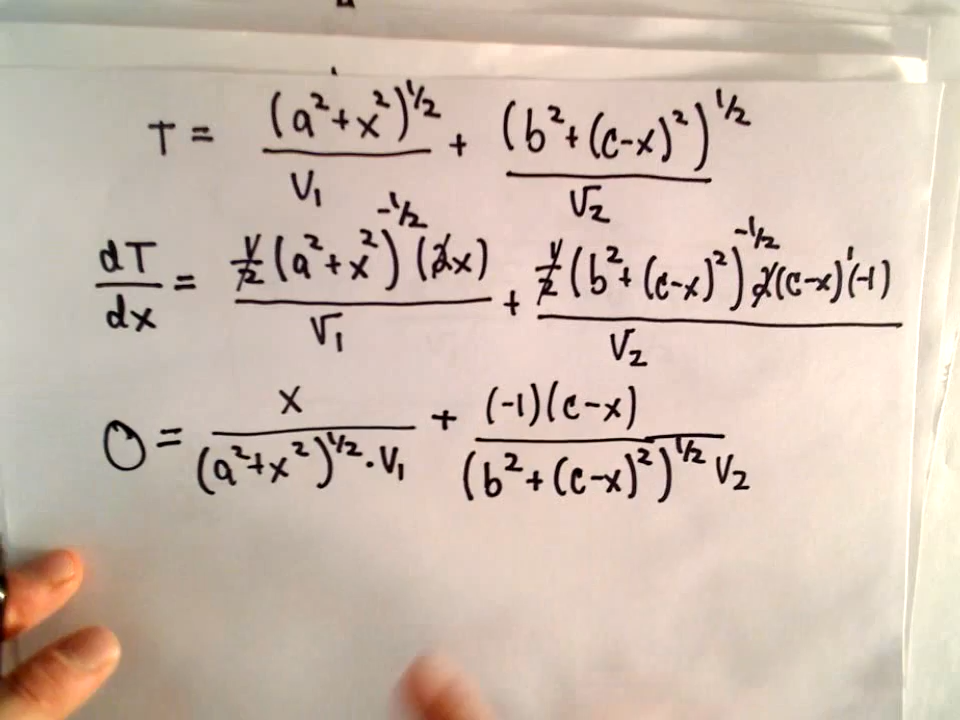 T = (a²+x²)^1/2 / V₁ + (b²+(c-x)²)^1/2 / V₂
dT/dx = 1/2 (a²+x²)^-1/2 (2x) / V₁ + 1/2 (b²+(c-x)²)^-1/2 2(c-x)^1 (-1) / V₂
0 = x / (a²+x²)^1/2 · V₁ + (-1)(c-x) / (b²+(c-x)²)^1/2 V₂